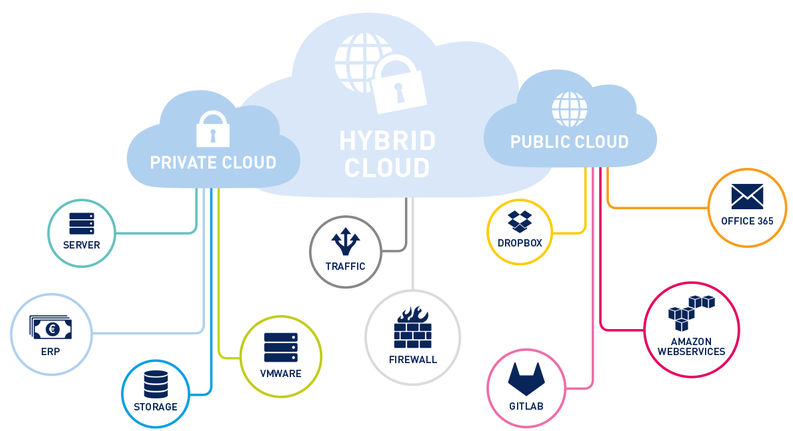 HYBRID
CLOUD
PRIVATE CLOUD
PUBLIC CLOUD
SERVER
ERP
STORAGE
VMWARE
TRAFFIC
FIREWALL
DROPBOX
OFFICE 365
AMAZON
WEBSERVICES
GITLAB
€